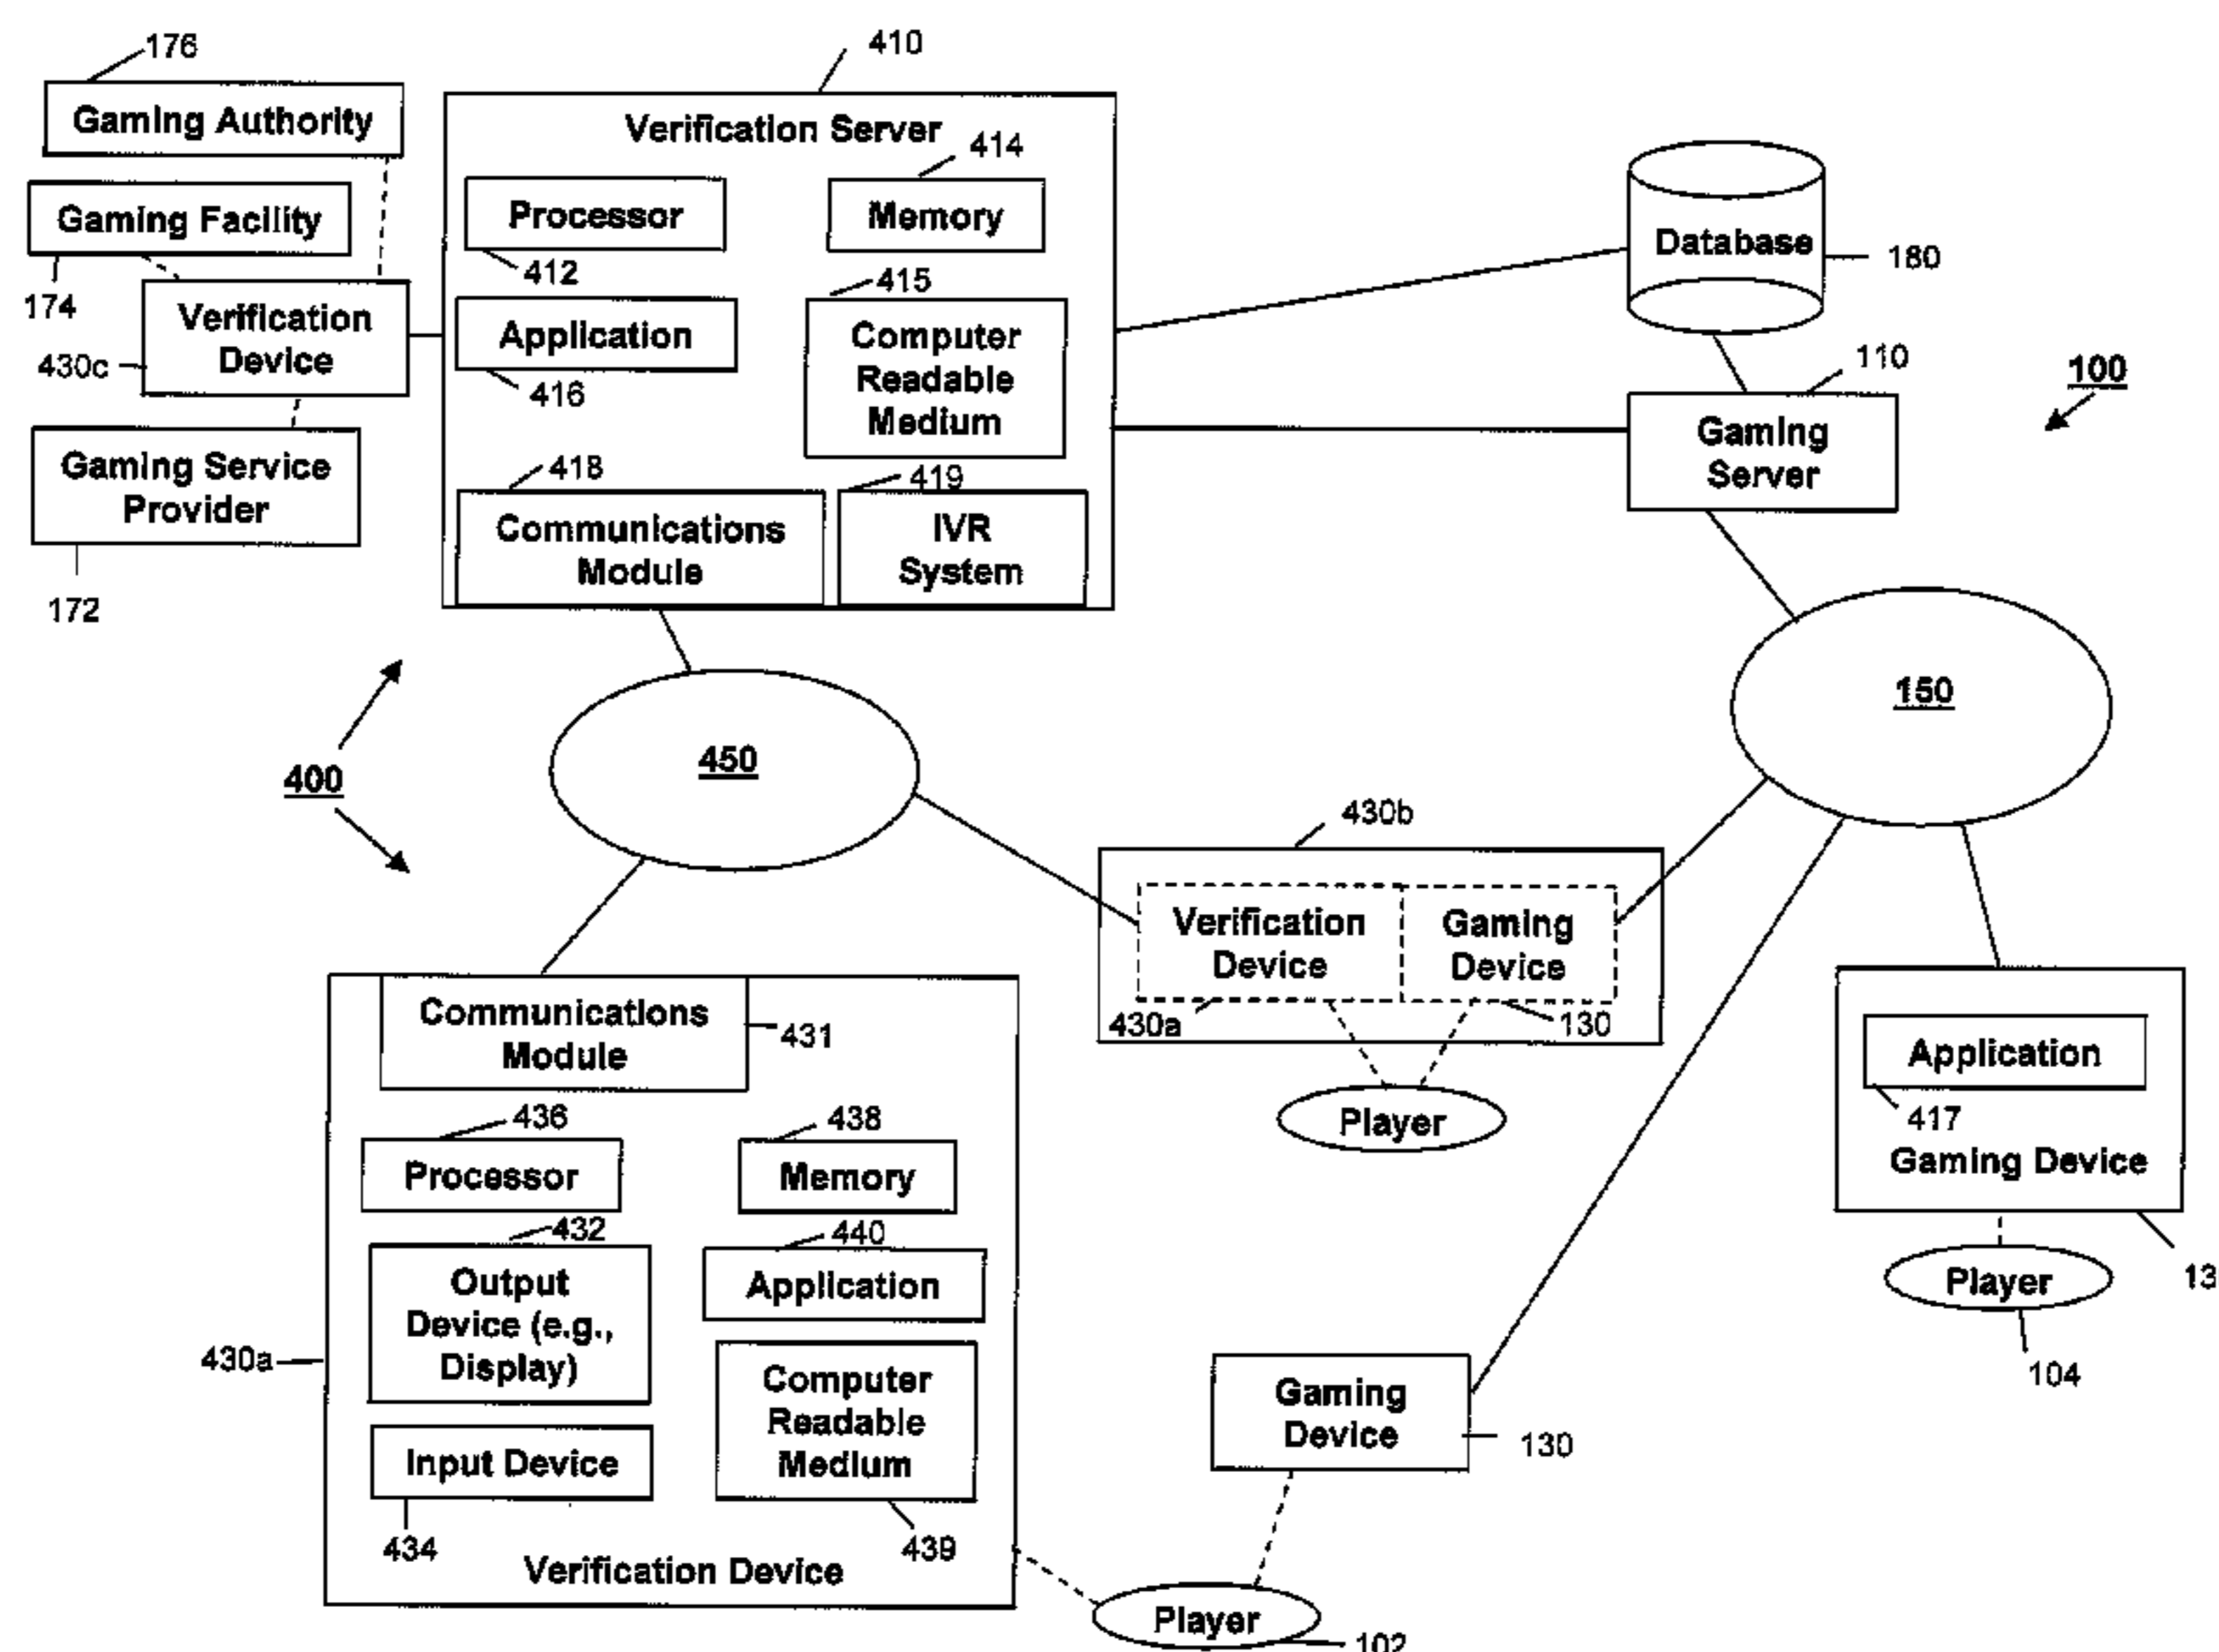 176
410
Gaming Authority
Verification Server
414
Gaming Facility
Processor
Memory
Database
180
174
412
415
Verification
Device
430c
Application
Computer
Readable
Medium
110
100
416
Gaming
Server
Gaming Service
Provider
418
419
Communications
Module
IVR
System
172
150
450
400
430b
Verification
Device
Gaming
Device
430a
130
Communications
Module
431
Application
417
Gaming Device
Player
436
438
Processor
Memory
432
440
Output
Device (e.g.,
Display)
Application
Player
13
104
430a
Computer
Readable
Medium
Gaming
Device
130
Input Device
434
439
Verification Device
Player
102